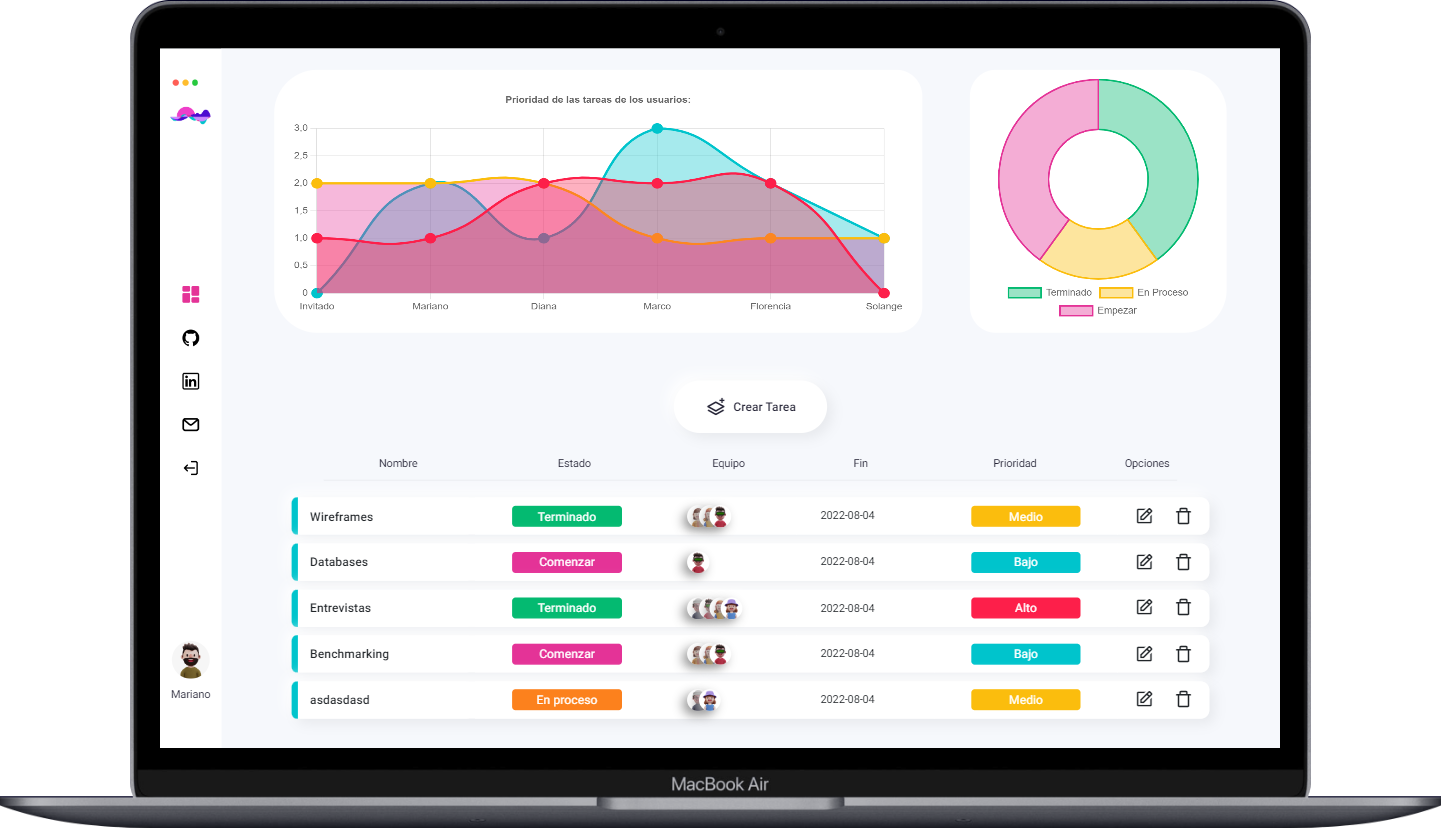 Prioridad de las tareas de los usuarios:
3,0
2,5
2,0
1,5
1,0
0,5
0
Invitado Mariano Diana Marco Florencia Solange
Terminado En Proceso
Empezar
Crear Tarea
Nombre Estado Equipo Fin Prioridad Opciones
Wireframes Terminado 2022-08-04 Medio
Databases Comenzar 2022-08-04 Bajo
Entrevistas Terminado 2022-08-04 Alto
Benchmarking Comenzar 2022-08-04 Bajo
asdasdasd En proceso 2022-08-04 Medio
in
Mariano
MacBook Air